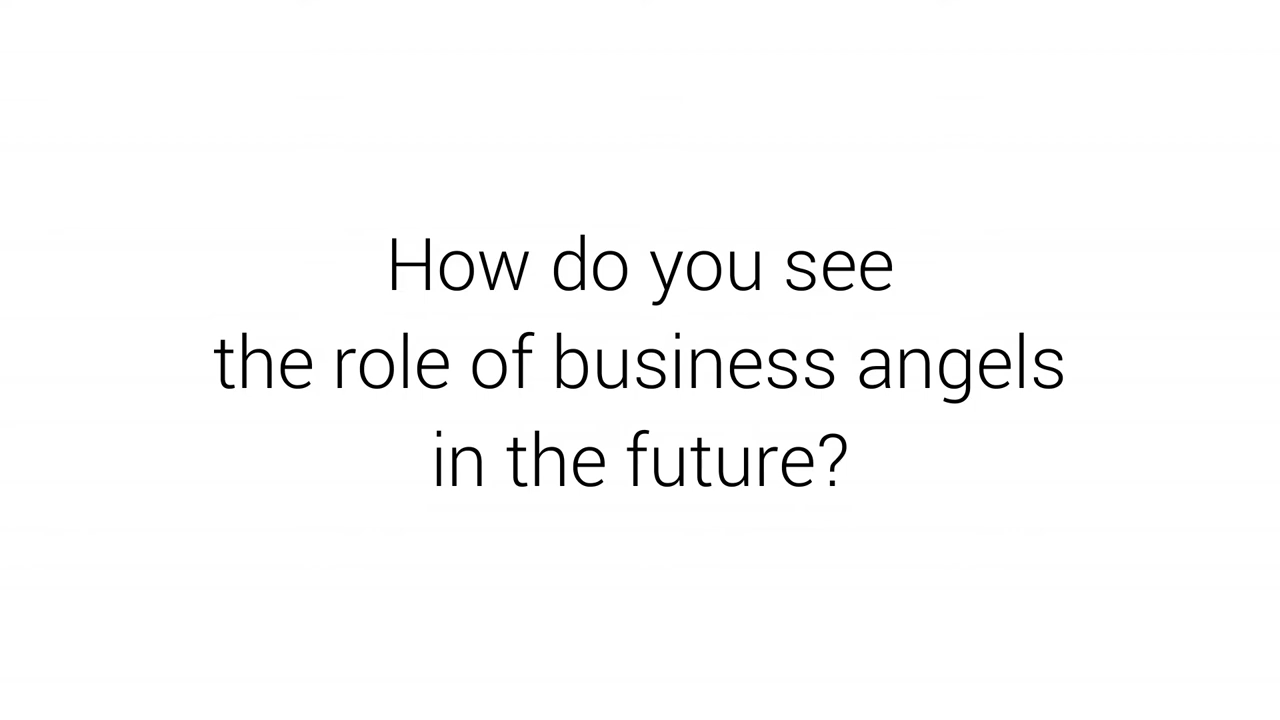 How do you see
the role of business angels
in the future?